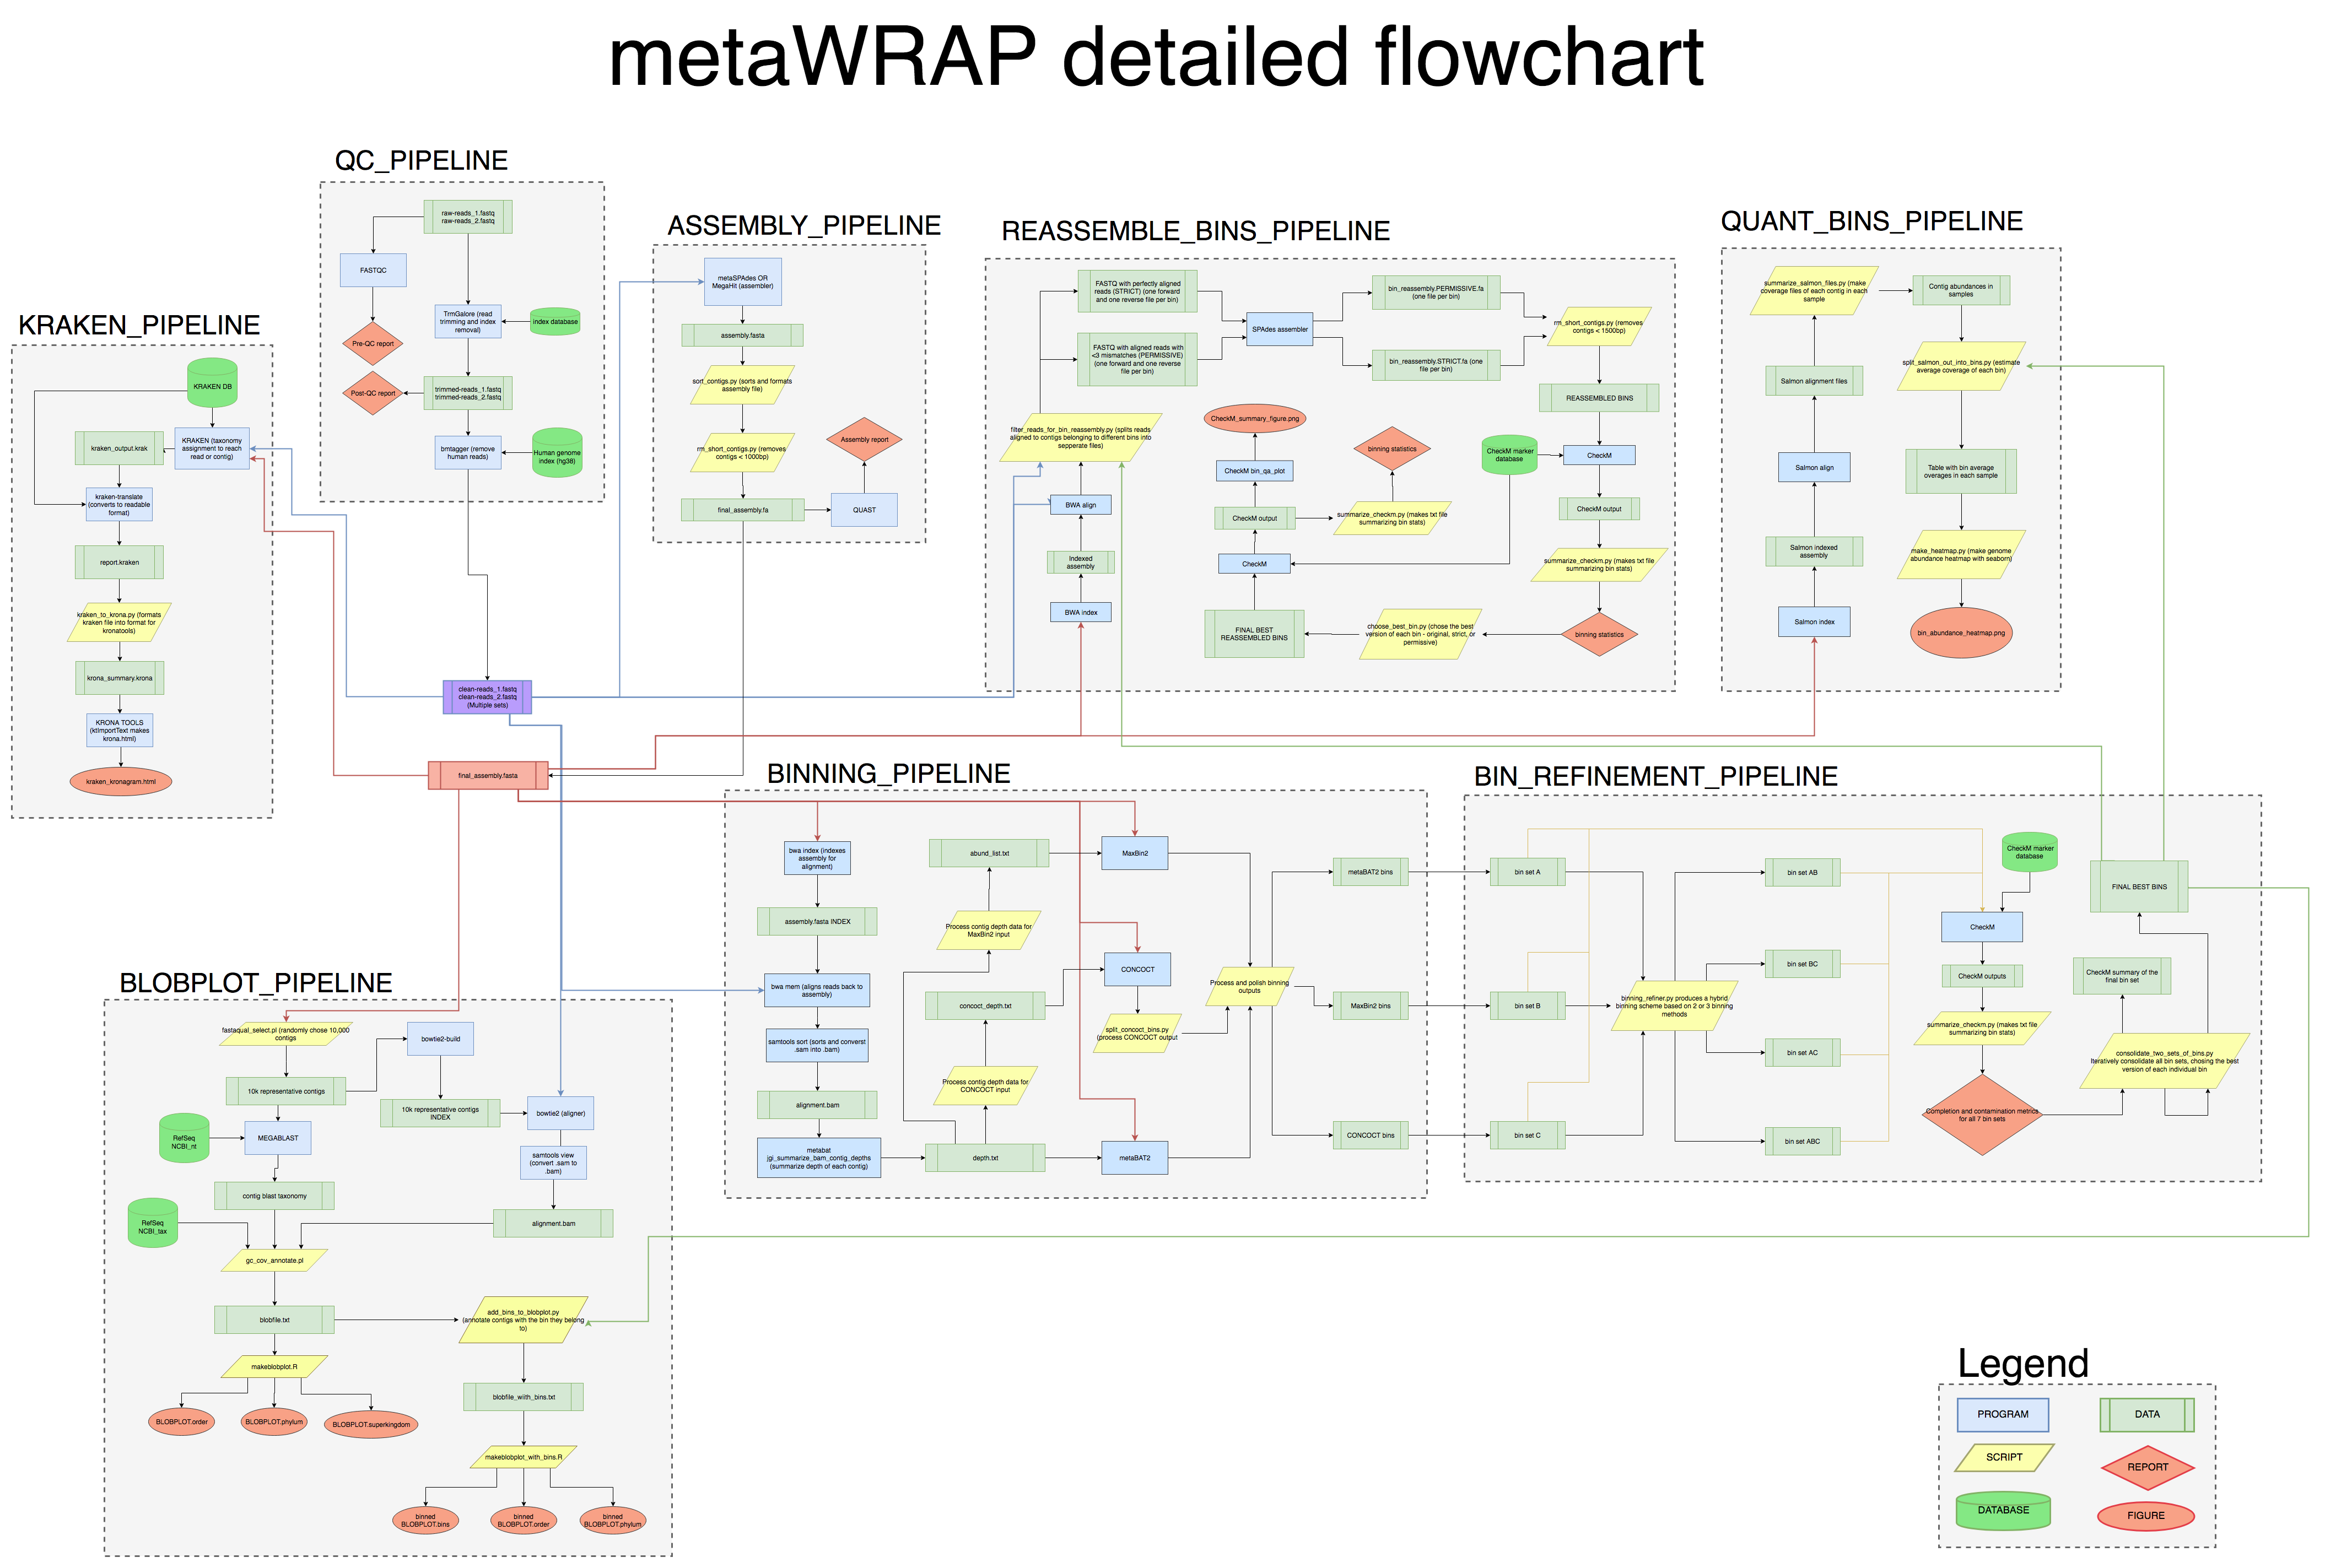 metaWRAP detailed flowchart
QC_PIPELINE
raw-reads_1.fastq
raw-reads_2.fastq
FASTQC
TrmGalore (read
trimming and index
removal)
index database
Pre-QC report
Post-QC report
trimmed-reads_1.fastq
trimmed-reads_2.fastq
bmtagger (remove
human reads)
Human genome
index (hg38)
KRAKEN_PIPELINE
KRAKEN DB
kraken_output.krak
KRAKEN (taxonomy
assignment to reach
read or contig)
kraken-translate
(converts to readable
format)
report.kraken
kraken_to_krona.py (formats
kraken file into format for
kronatools)
krona_summary.krona
KRONA TOOLS
(ktImportText makes
krona.html)
kraken_kronagram.html
clean-reads_1.fastq
clean-reads_2.fastq
(Multiple sets)
final_assembly.fasta
ASSEMBLY_PIPELINE
metaSPAdes OR
MegaHit (assembler)
assembly.fasta
sort_contigs.py (sorts and formats
assembly file)
rm_short_contigs.py (removes
contigs < 1000bp)
Assembly report
final_assembly.fa
QUAST
REASSEMBLE_BINS_PIPELINE
FASTQ with perfectly aligned
reads (STRICT) (one forward
and one reverse file per bin)
FASTQ with aligned reads with
<3 mismatches (PERMISSIVE)
(one forward and one reverse
file per bin)
SPAdes assembler
bin_reassembly.PERMISSIVE.fa
(one file per bin)
bin_reassembly.STRICT.fa (one
file per bin)
rm_short_contigs.py (removes
contigs < 1500bp)
REASSEMBLED BINS
filter_reads_for_bin_reassembly.py (splits reads
aligned to contigs belonging to different bins into
sepperate files)
CheckM_summary_figure.png
binning statistics
CheckM marker
database
CheckM
CheckM bin_qa_plot
BWA align
CheckM output
summarize_checkm.py (makes txt file
summarizing bin stats)
CheckM output
Indexed
assembly
CheckM
summarize_checkm.py (makes txt file
summarizing bin stats)
BWA index
FINAL BEST
REASSEMBLED BINS
choose_best_bin.py (chose the best
version of each bin - original, strict, or
permissive)
binning statistics
QUANT_BINS_PIPELINE
summarize_salmon_files.py (make
coverage files of each contig in each
sample
Contig abundances in
samples
split_salmon_out_into_bins.py (estimate
average coverage of each bin)
Salmon alignment files
Salmon align
Table with bin average
overages in each sample
Salmon indexed
assembly
make_heatmap.py (make genome
abundance heatmap with seaborn)
Salmon index
bin_abundance_heatmap.png
BINNING_PIPELINE
bwa index (indexes
assembly for
alignment)
abund_list.txt
MaxBin2
assembly.fasta INDEX
Process contig depth data for
MaxBin2 input
CONCOCT
bwa mem (aligns reads back to
assembly)
concoct_depth.txt
split_concoct_bins.py
(process CONCOCT output
Process and polish binning
outputs
samtools sort (sorts and converst
.sam into .bam)
Process contig depth data for
CONCOCT input
alignment.bam
metabat
jgi_summarize_bam_contig_depths
(summarize depth of each contig)
depth.txt
metaBAT2
metaBAT2 bins
MaxBin2 bins
CONCOCT bins
BIN_REFINEMENT_PIPELINE
bin set A
bin set B
bin set C
binning_refiner.py produces a hybrid
binning scheme based on 2 or 3 binning
methods
bin set AB
bin set BC
bin set AC
bin set ABC
CheckM marker
database
CheckM
CheckM outputs
summarize_checkm.py (makes txt file
summarizing bin stats)
Completion and contamination metrics
for all 7 bin sets
FINAL BEST BINS
CheckM summary of the
final bin set
consolidate_two_sets_of_bins.py
Iteratively consolidate all bin sets, chosing the best
version of each individual bin
BLOBPLOT_PIPELINE
fastaqual_select.pl (randomly chose 10,000
contigs
bowtie2-build
10k representative contigs
10k representative contigs
INDEX
bowtie2 (aligner)
RefSeq
NCBI_nt
MEGABLAST
samtools view
(convert .sam to
.bam)
contig blast taxonomy
RefSeq
NCBI_tax
alignment.bam
gc_cov_annotate.pl
blobfile.txt
add_bins_to_blobplot.py
(annotate contigs with the bin they belong
to)
makeblobplot.R
BLOBPLOT.order
BLOBPLOT.phylum
BLOBPLOT.superkingdom
blobfile_with_bins.txt
makeblobplot_with_bins.R
binned
BLOBPLOT.bins
binned
BLOBPLOT.order
binned
BLOBPLOT.phylum
Legend
PROGRAM
DATA
SCRIPT
REPORT
DATABASE
FIGURE